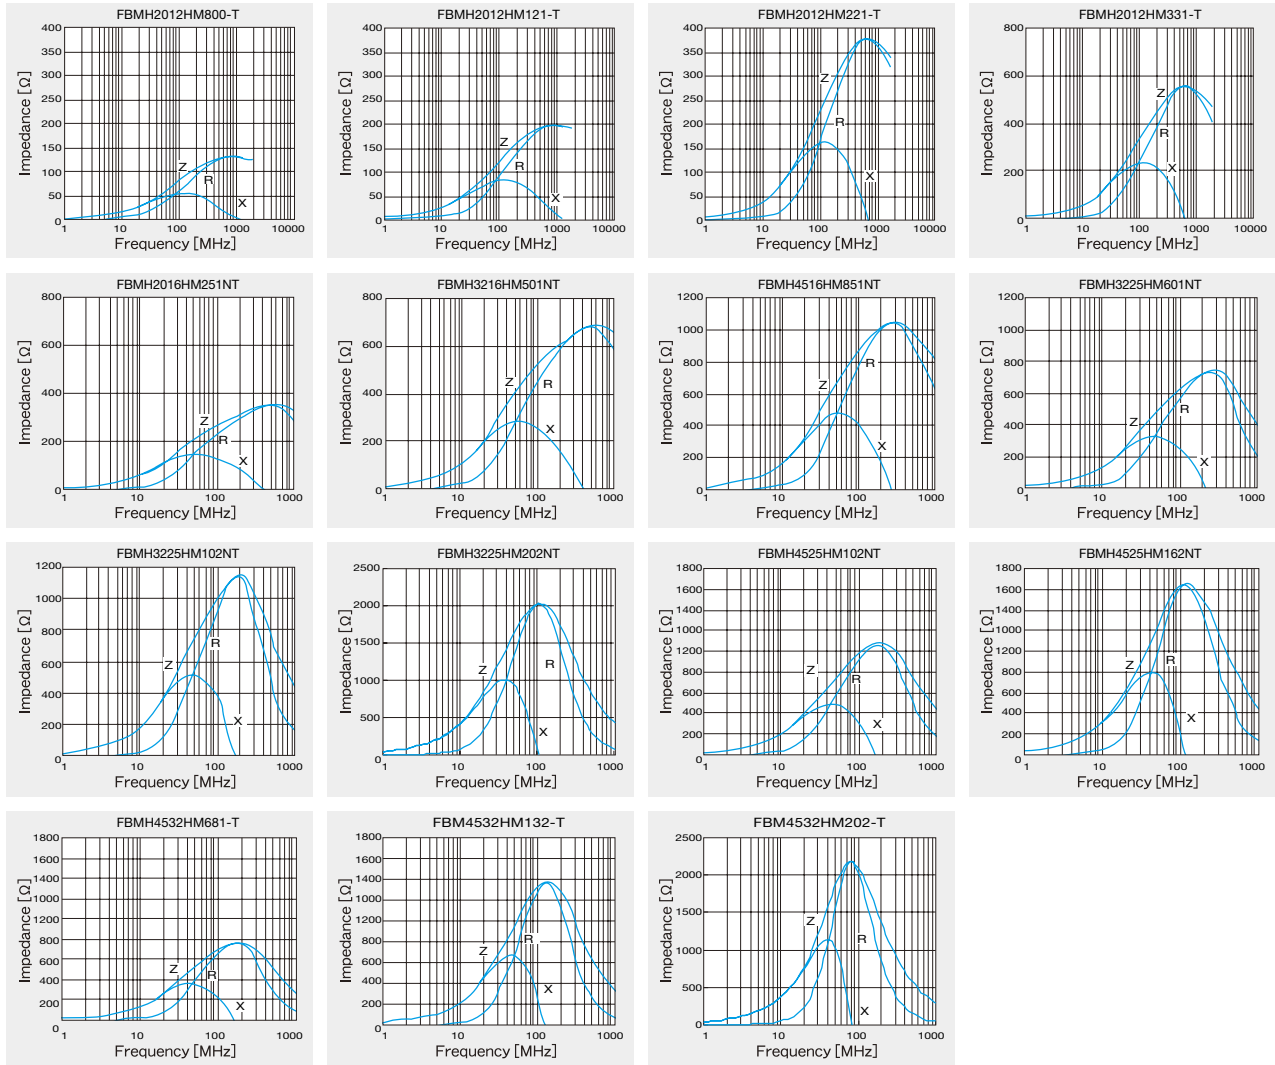 FBMH2012HM800-T
Impedance [Ω]
400
350
300
250
200
150
100
50
0
Z
R
X
1 10 100 1000 10000
Frequency [MHz]
FBMH2012HM121-T
Impedance [Ω]
400
350
300
250
200
150
100
50
0
Z
R
X
1 10 100 1000 10000
Frequency [MHz]
FBMH2012HM221-T
Impedance [Ω]
400
350
300
250
200
150
100
50
0
Z
R
X
1 10 100 1000 10000
Frequency [MHz]
FBMH2012HM331-T
Impedance [Ω]
800
600
400
200
0
Z
R
X
1 10 100 1000 10000
Frequency [MHz]
FBMH2016HM251NT
Impedance [Ω]
800
600
400
200
0
Z
R
X
1 10 100 1000
Frequency [MHz]
FBMH3216HM501NT
Impedance [Ω]
800
600
400
200
0
Z
R
X
1 10 100 1000
Frequency [MHz]
FBMH4516HM851NT
Impedance [Ω]
1200
1000
800
600
400
200
0
Z
R
X
1 10 100 1000
Frequency [MHz]
FBMH3225HM601NT
Impedance [Ω]
1200
1000
800
600
400
200
0
Z
R
X
1 10 100 1000
Frequency [MHz]
FBMH3225HM102NT
Impedance [Ω]
1200
1000
800
600
400
200
0
Z
R
X
1 10 100 1000
Frequency [MHz]
FBMH3225HM202NT
Impedance [Ω]
2500
2000
1500
1000
500
0
Z
R
X
1 10 100 1000
Frequency [MHz]
FBMH4525HM102NT
Impedance [Ω]
1800
1600
1400
1200
1000
800
600
400
200
0
Z
R
X
1 10 100 1000
Frequency [MHz]
FBMH4525HM162NT
Impedance [Ω]
1800
1600
1400
1200
1000
800
600
400
200
0
Z
R
X
1 10 100 1000
Frequency [MHz]
FBMH4532HM681-T
Impedance [Ω]
1800
1600
1400
1200
1000
800
600
400
200
0
Z
R
X
1 10 100 1000
Frequency [MHz]
FBM4532HM132-T
Impedance [Ω]
1800
1600
1400
1200
1000
800
600
400
200
0
Z
R
X
1 10 100 1000
Frequency [MHz]
FBM4532HM202-T
Impedance [Ω]
2500
2000
1500
1000
500
0
Z
R
X
1 10 100 1000
Frequency [MHz]